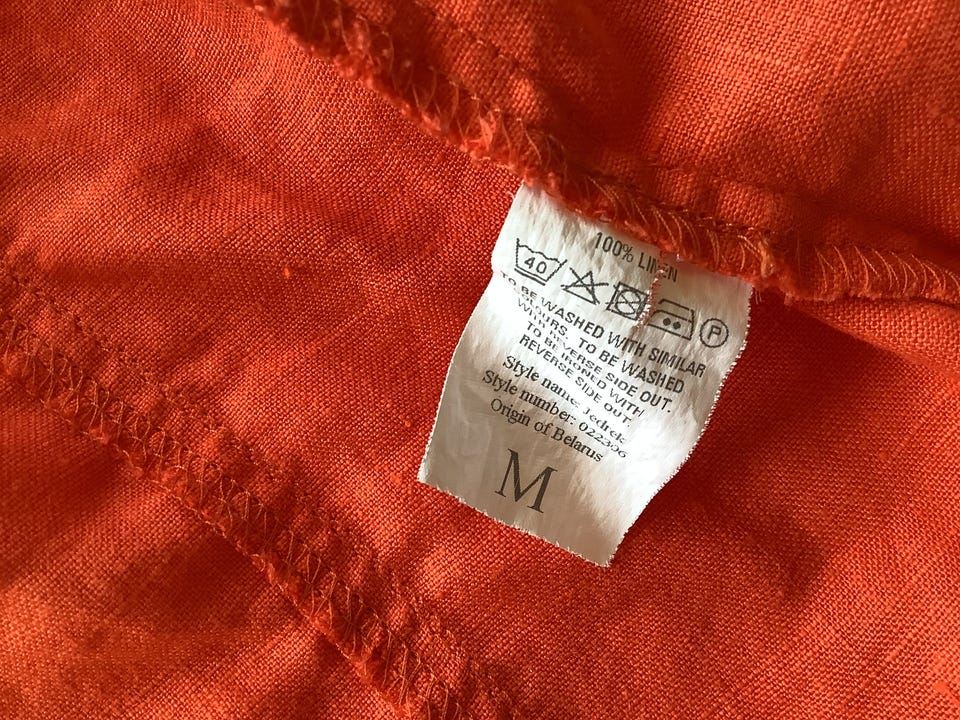 100% LINEN
40 P
TO BE WASHED WITH SIMILAR
COLOURS. TO BE WASHED
WITH REVERSE SIDE OUT.
TO BE IRONED WITH
REVERSE SIDE OUT.
Style name: Jedrek
Style number: 022306
Origin of Belarus
M